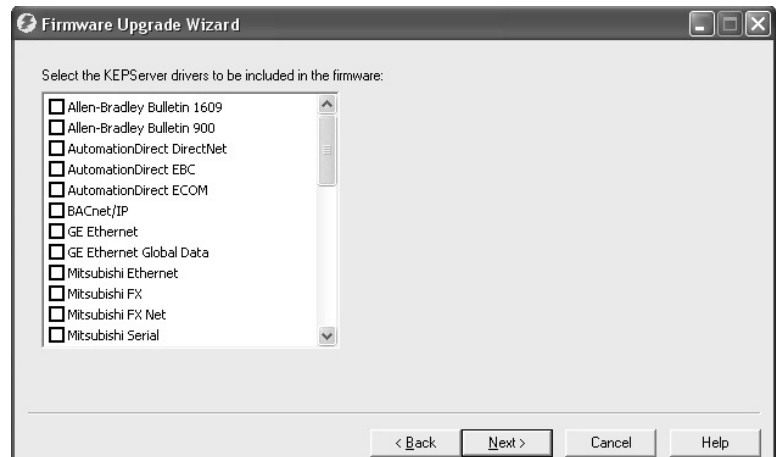 Firmware Upgrade Wizard
Select the KEPServer drivers to be included in the firmware:
Allen-Bradley Bulletin 1609
Allen-Bradley Bulletin 900
AutomationDirect DirectNet
AutomationDirect EBC
AutomationDirect ECOM
BACnet/IP
GE Ethernet
GE Ethernet Global Data
Mitsubishi Ethernet
Mitsubishi FX
Mitsubishi FX Net
Mitsubishi Serial
< Back Next > Cancel Help